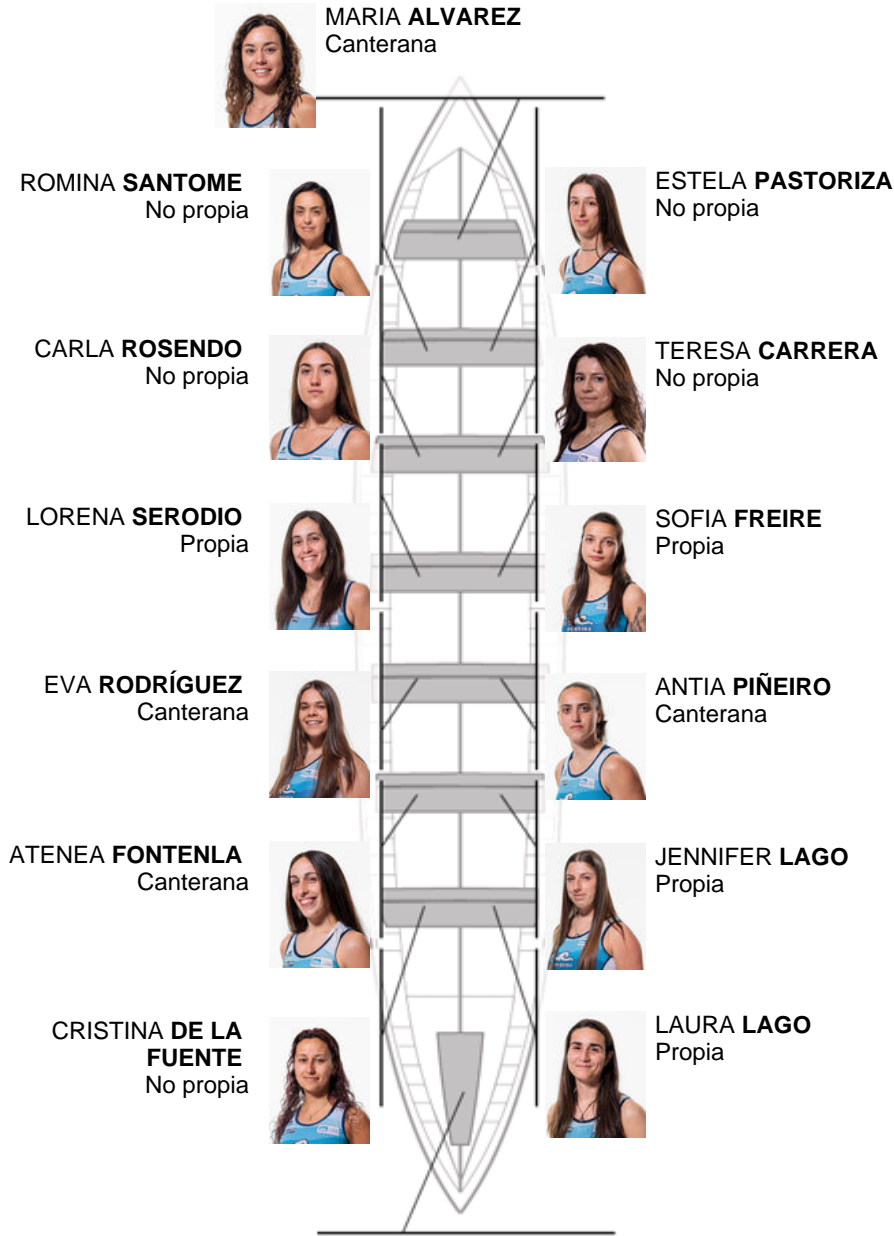 MARIA ALVAREZ
Canterana
ROMINA SANTOME
No propia
ESTELA PASTORIZA
No propia
CARLA ROSENDO
No propia
TERESA CARRERA
No propia
LORENA SERODIO
Propia
SOFIA FREIRE
Propia
EVA RODRÍGUEZ
Canterana
ANTIA PIÑEIRO
Canterana
ATENEA FONTENLA
Canterana
JENNIFER LAGO
Propia
CRISTINA DE LA
FUENTE
No propia
LAURA LAGO
Propia